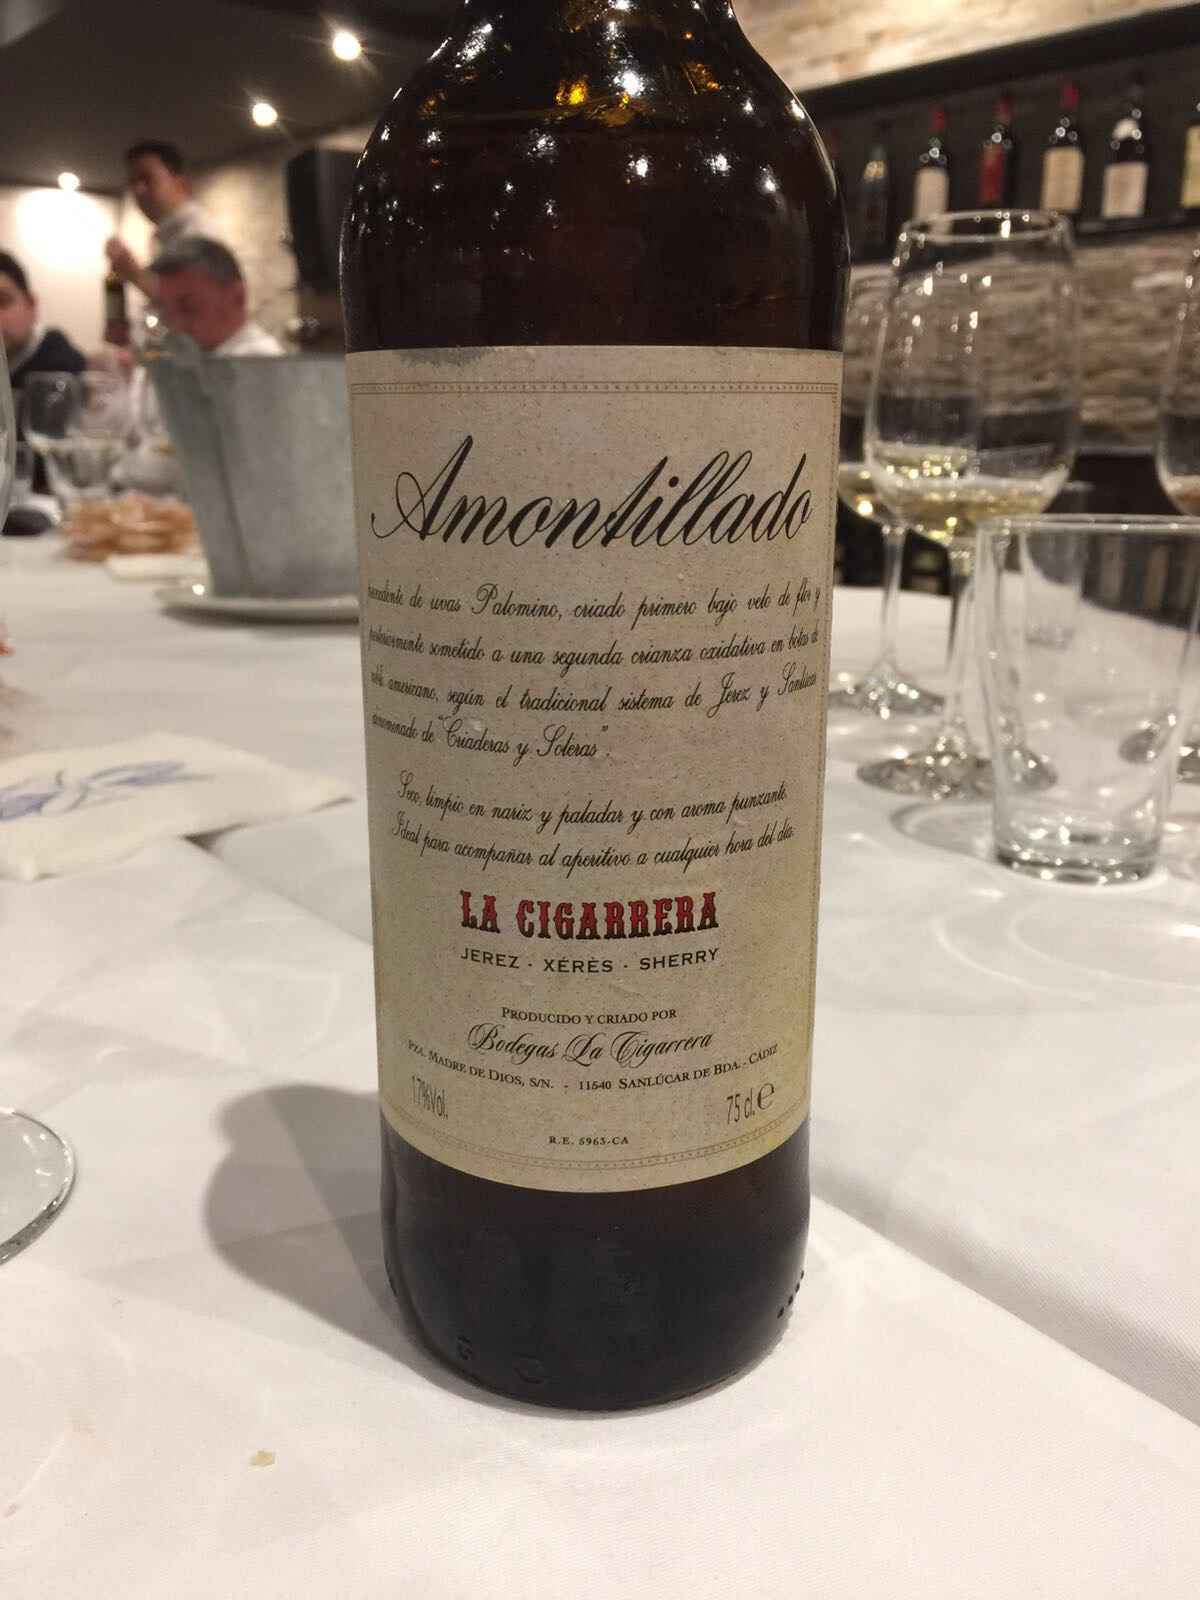 Amontillado
procedente de uvas Palomino, criado primero bajo velo de flor y
posteriormente sometido a una segunda crianza oxidativa en botas de
roble americano, según el tradicional sistema de Jerez y Sanlúcar
denominado de "Criaderas y Soleras".
Seco, limpio en nariz y paladar y con aroma punzante.
Ideal para acompañar al aperitivo a cualquier hora del día.
LA CIGARRERA
JEREZ - XÉRÈS - SHERRY
PRODUCIDO Y CRIADO POR
Bodegas La Cigarrera
PZA. MADRE DE DIOS, S/N. - 11540 SANLÚCAR DE BDA. - CÁDIZ
17%Vol. 75 cl. e
R.E. 5963-CA